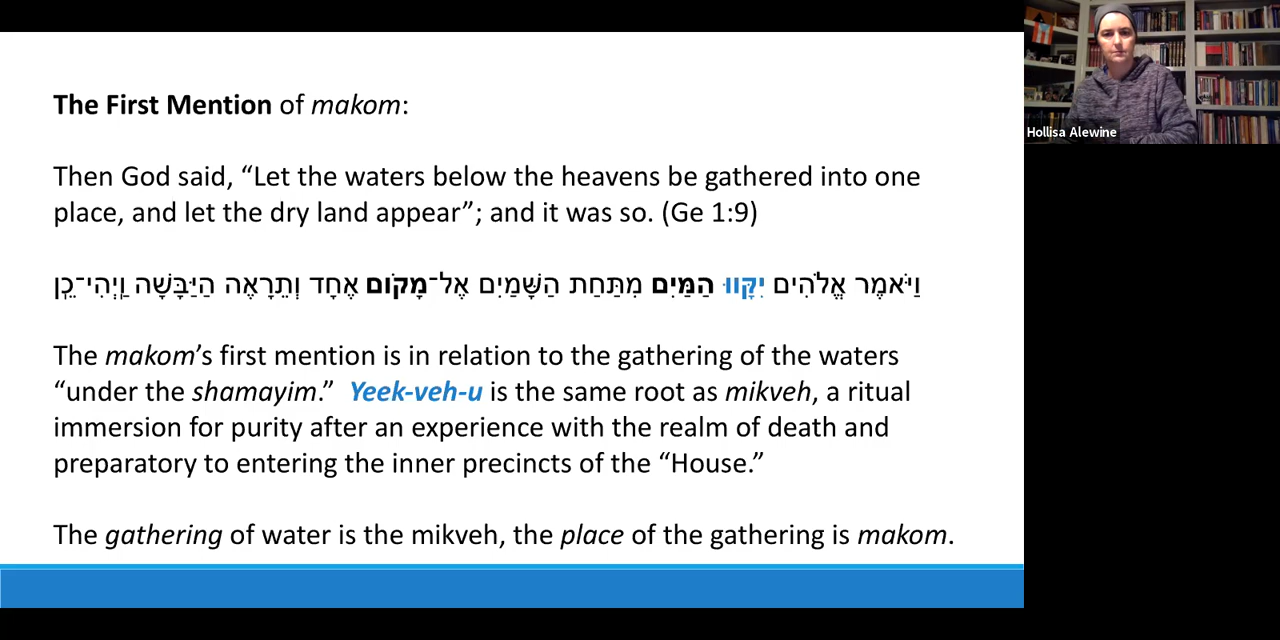 The First Mention of makom:
Then God said, “Let the waters below the heavens be gathered into one
place, and let the dry land appear”; and it was so. (Ge 1:9)
וַיֹּאמֶר אֱלֹהִים יִקָּווּ הַמַּיִם מִתַּחַת הַשָּׁמַיִם אֶל־מָקֹום אֶחָד וְתֵרָאֶה הַיַּבָּשָׁה וַיְהִי־כֵֽן
The makom’s first mention is in relation to the gathering of the waters
“under the shamayim.” Yeek-veh-u is the same root as mikveh, a ritual
immersion for purity after an experience with the realm of death and
preparatory to entering the inner precincts of the “House.”
The gathering of water is the mikveh, the place of the gathering is makom.
Hollisa Alewine